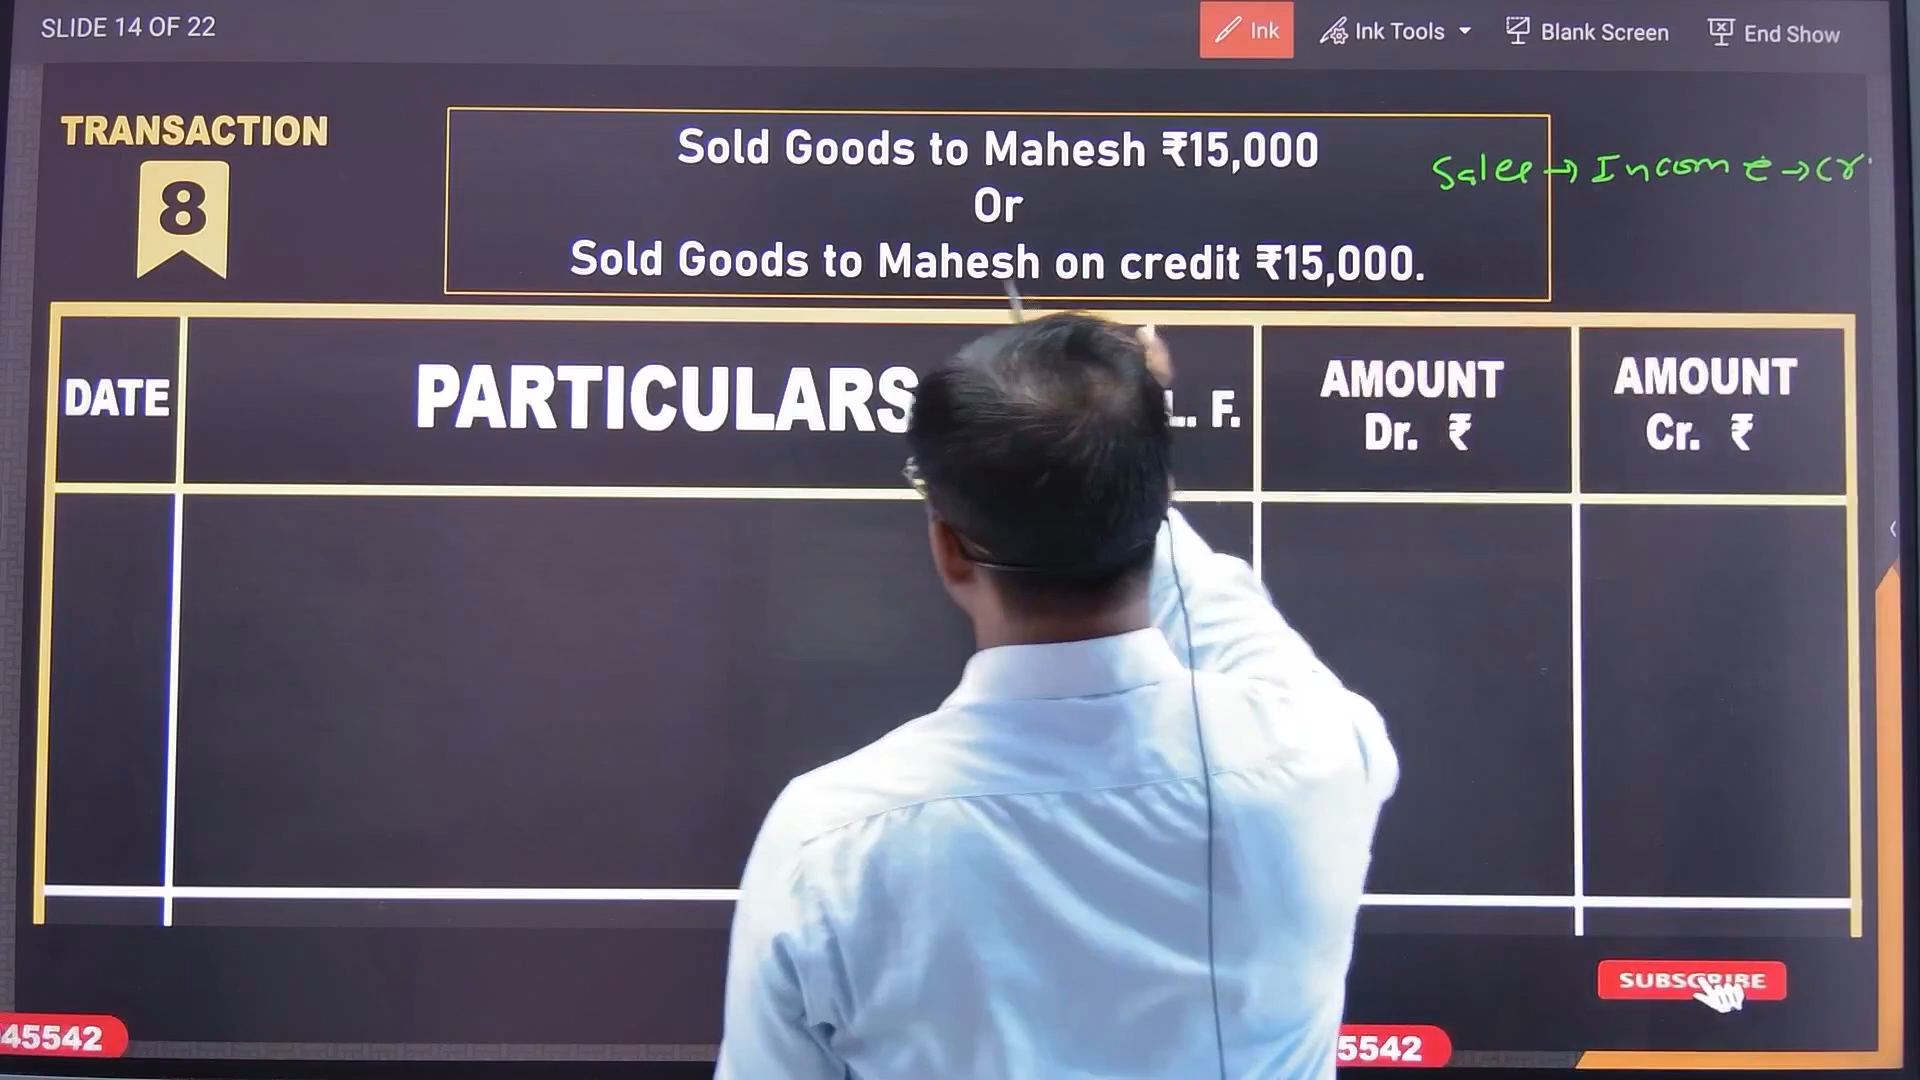 SLIDE 14 OF 22
Ink
Ink Tools
Blank Screen
End Show
TRANSACTION
8
Sold Goods to Mahesh ₹15,000
Or
Sold Goods to Mahesh on credit ₹15,000.
Sales → Income → Cr
DATE
PARTICULARS
L. F.
AMOUNT
Dr. ₹
AMOUNT
Cr. ₹
SUBSCRIBE
45542
5542